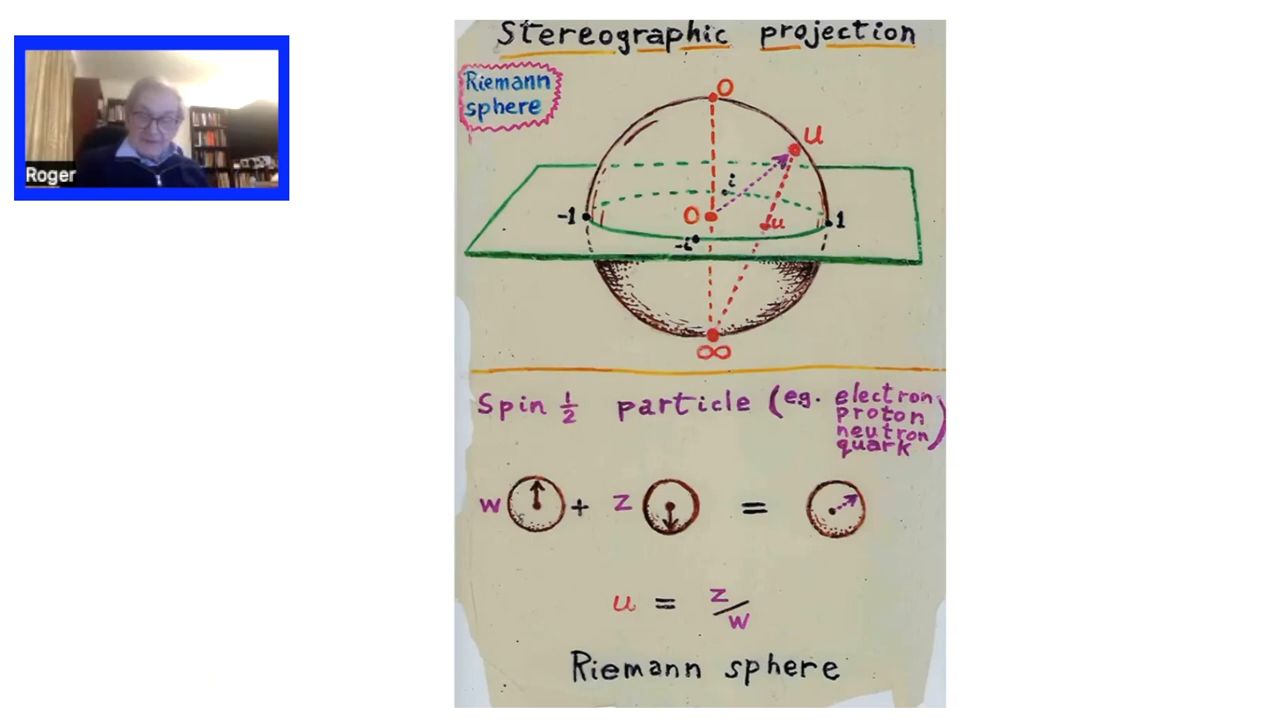 Roger
Stereographic projection
Riemann
sphere
0
u
i
-1
0
u
1
-i
∞
Spin ½ particle (eg. electron
proton
neutron
quark)
w + z =
u = z/w
Riemann sphere